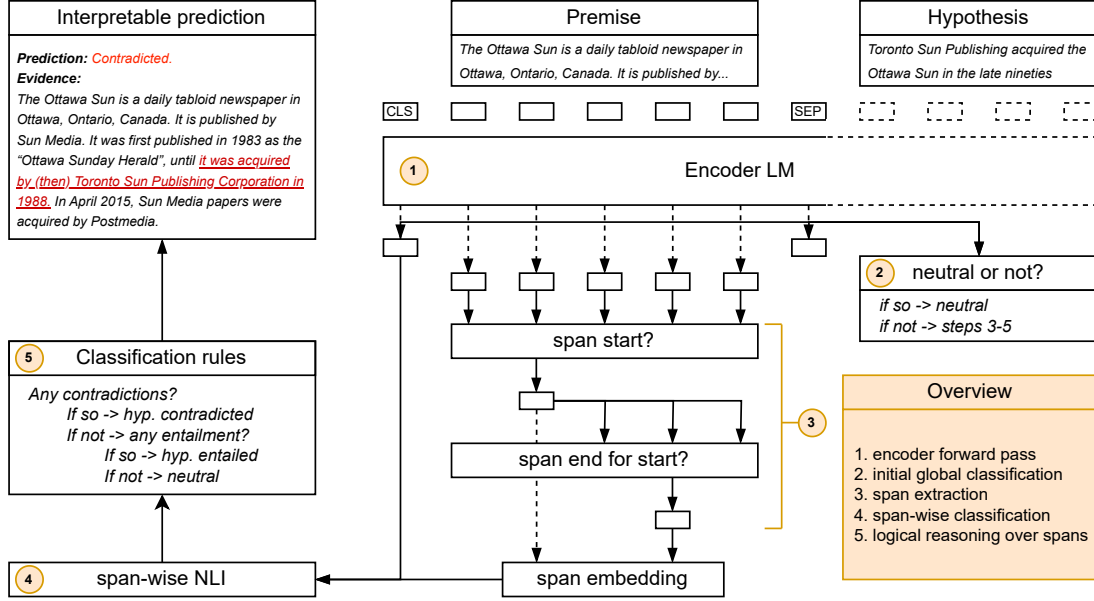 Interpretable prediction
Prediction: Contradicted.
Evidence:
The Ottawa Sun is a daily tabloid newspaper in
Ottawa, Ontario, Canada. It is published by
Sun Media. It was first published in 1983 as the
“Ottawa Sunday Herald”, until it was acquired
by (then) Toronto Sun Publishing Corporation in
1988. In April 2015, Sun Media papers were
acquired by Postmedia.
Premise
The Ottawa Sun is a daily tabloid newspaper in
Ottawa, Ontario, Canada. It is published by...
Hypothesis
Toronto Sun Publishing acquired the
Ottawa Sun in the late nineties
CLS
SEP
1
Encoder LM
2
neutral or not?
if so -> neutral
if not -> steps 3-5
span start?
3
span end for start?
span embedding
5
Classification rules
Any contradictions?
If so -> hyp. contradicted
If not -> any entailment?
If so -> hyp. entailed
If not -> neutral
4
span-wise NLI
Overview
1. encoder forward pass
2. initial global classification
3. span extraction
4. span-wise classification
5. logical reasoning over spans